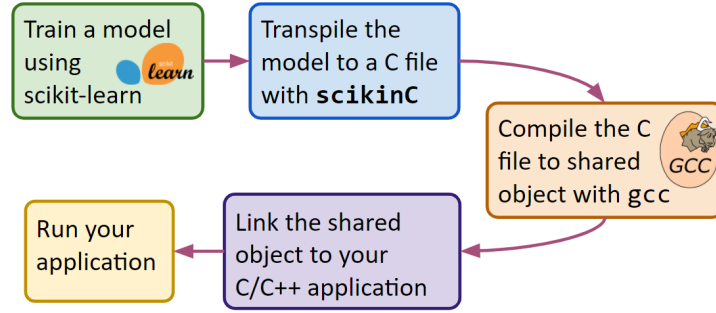 Train a model
using
scikit
learn
scikit-learn
Transpile the
model to a C file
with scikinC
Compile the C
file to shared
object with gcc
GCC
Link the shared
object to your
C/C++ application
Run your
application